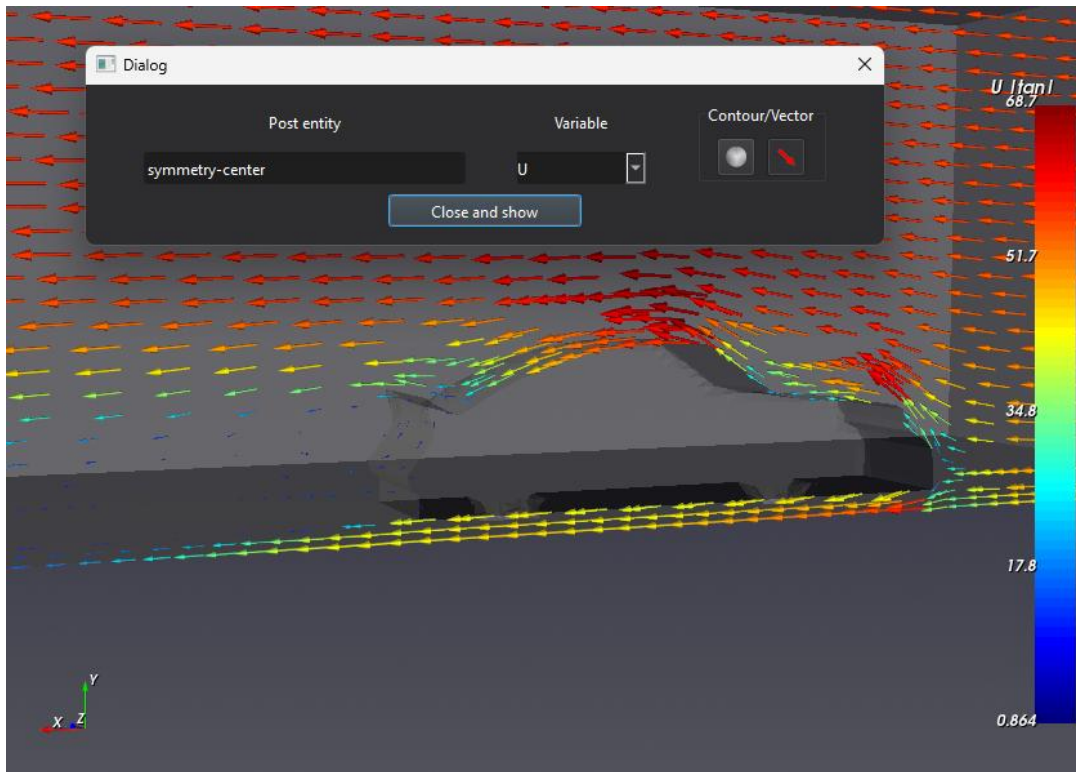 Dialog
Post entity
Variable
Contour/Vector
symmetry-center
U
Close and show
U |tan|
68.7
51.7
34.8
17.8
0.864
Y
X
Z